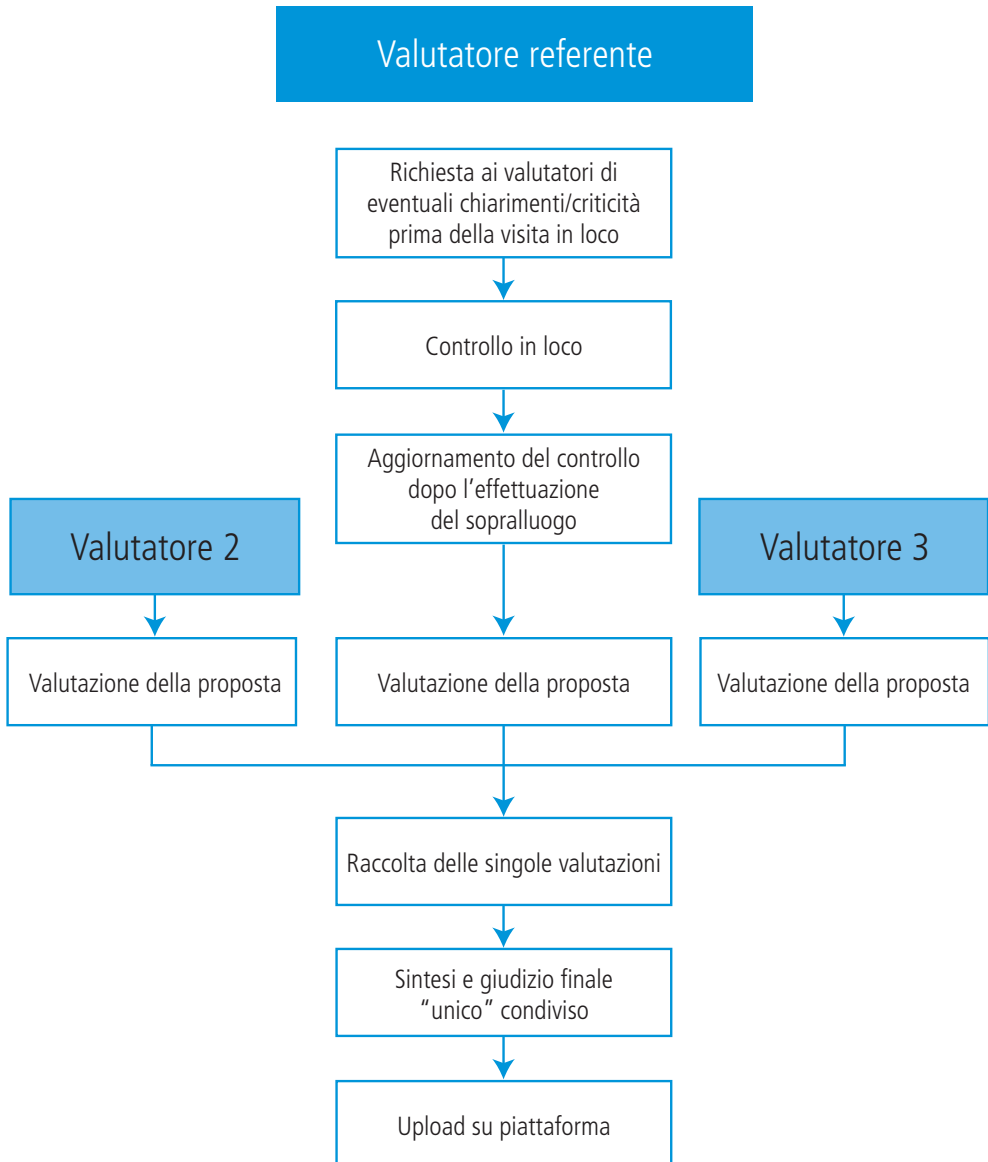 Valutatore referente
Richiesta ai valutatori di
eventuali chiarimenti/criticità
prima della visita in loco
Controllo in loco
Aggiornamento del controllo
dopo l'effettuazione
del sopralluogo
Valutatore 2
Valutatore 3
Valutazione della proposta
Valutazione della proposta
Valutazione della proposta
Raccolta delle singole valutazioni
Sintesi e giudizio finale
“unico” condiviso
Upload su piattaforma